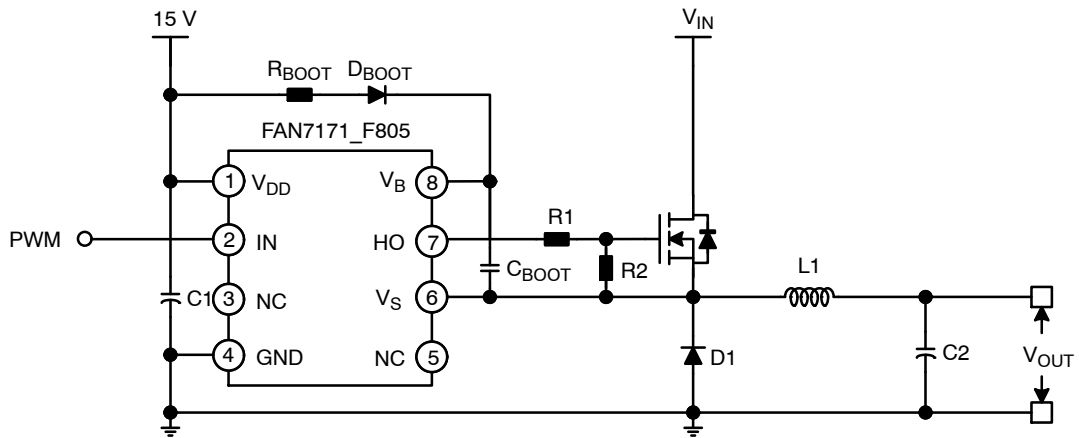 15 V
V_IN
R_BOOT
D_BOOT
FAN7171_F805
1
V_DD
V_B
8
PWM
2
IN
HO
7
R1
R2
C_BOOT
L1
C1
3
NC
V_S
6
4
GND
NC
5
D1
C2
V_OUT